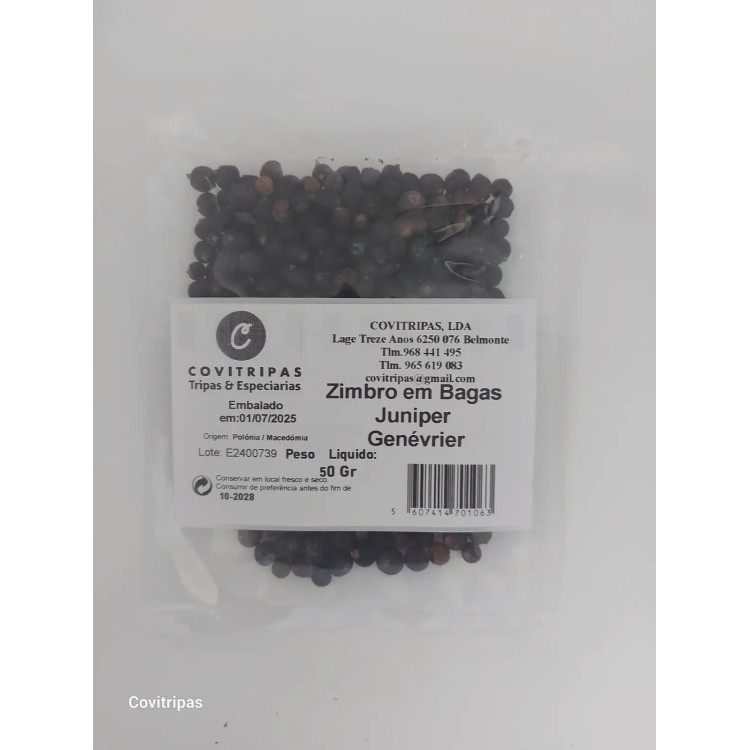 C
COVITRIPAS
Tripas & Especiarias
Embalado
em:01/07/2025
Origem: Polónia / Macedómia
Lote: E2400739
COVITRIPAS, LDA
Lage Treze Anos 6250 076 Belmonte
Tlm.968 441 495
Tlm. 965 619 083
covitripas@gmail.com
Zimbro em Bagas
Juniper
Genévrier
Peso Liquido:
50 Gr
Conservar em local fresco e seco.
Consumir de preferência antes do fim de
10-2028
5 607414 701063
Covitripas